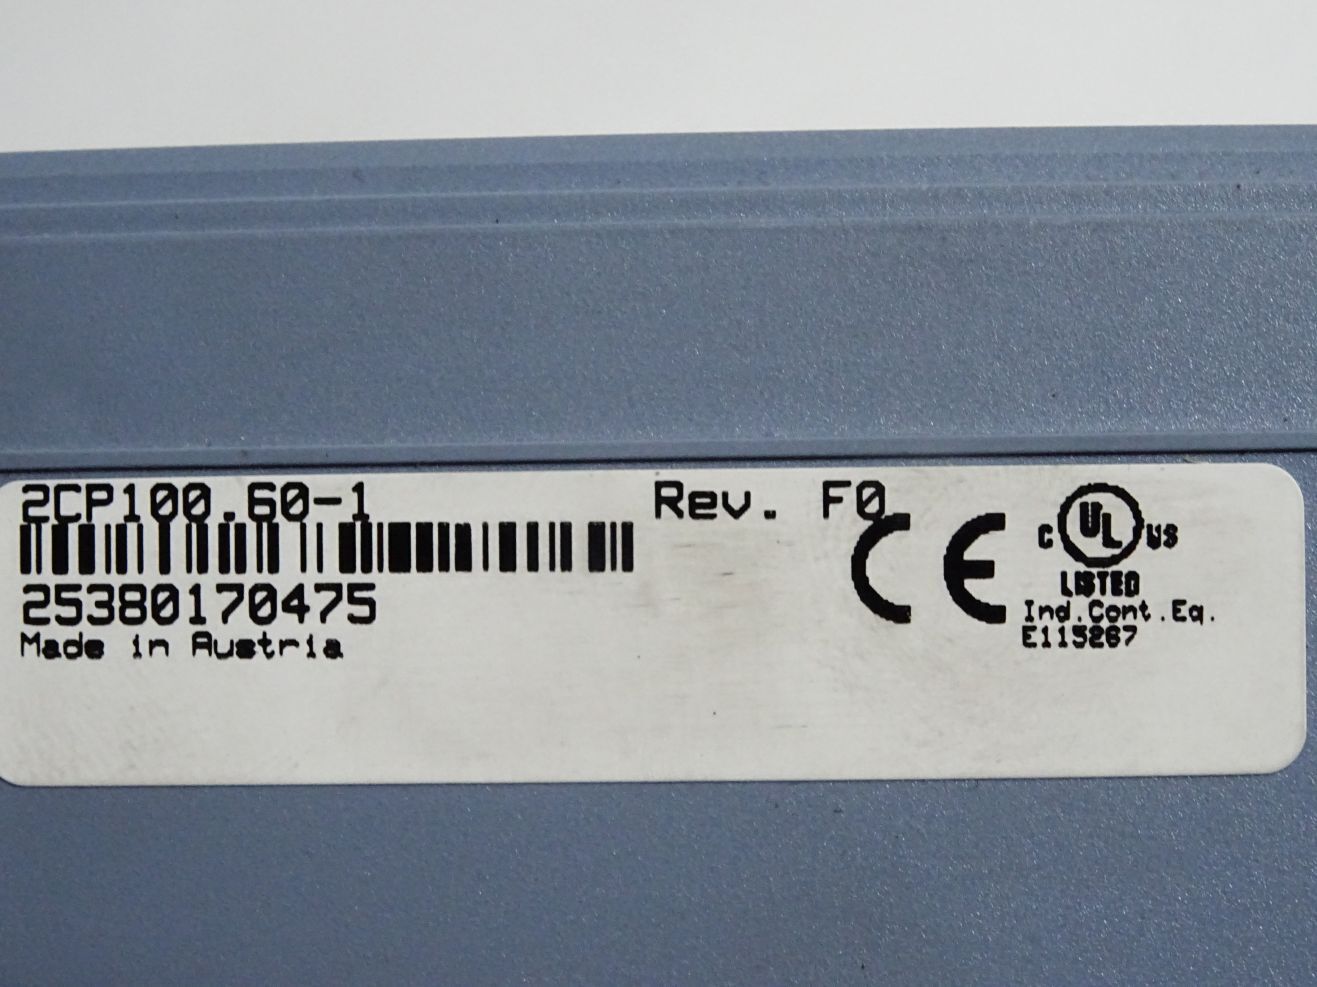 2CP100.60-1 Rev. F0
25380170475
Made in Austria
CE
C UL US
LISTED
Ind.Cont.Eq.
E115267